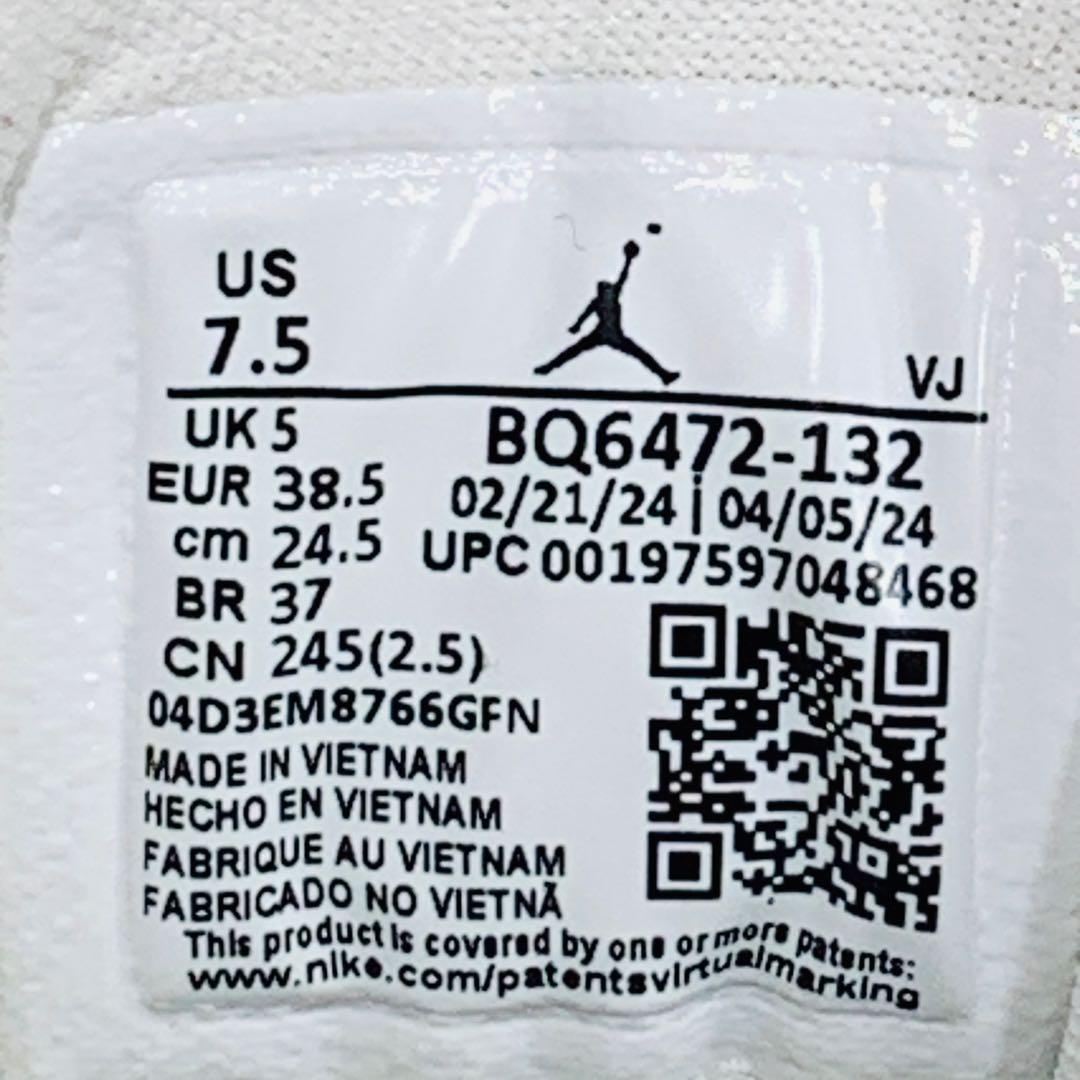 US
7.5
VJ
UK 5
EUR 38.5
cm 24.5
BR 37
CN 245(2.5)
BQ6472-132
02/21/24 | 04/05/24
UPC 00197597048468
04D3EM8766GFN
MADE IN VIETNAM
HECHO EN VIETNAM
FABRIQUE AU VIETNAM
FABRICADO NO VIETNÃ
This product is covered by one or more patents:
www.nike.com/patentsvirtualmarking